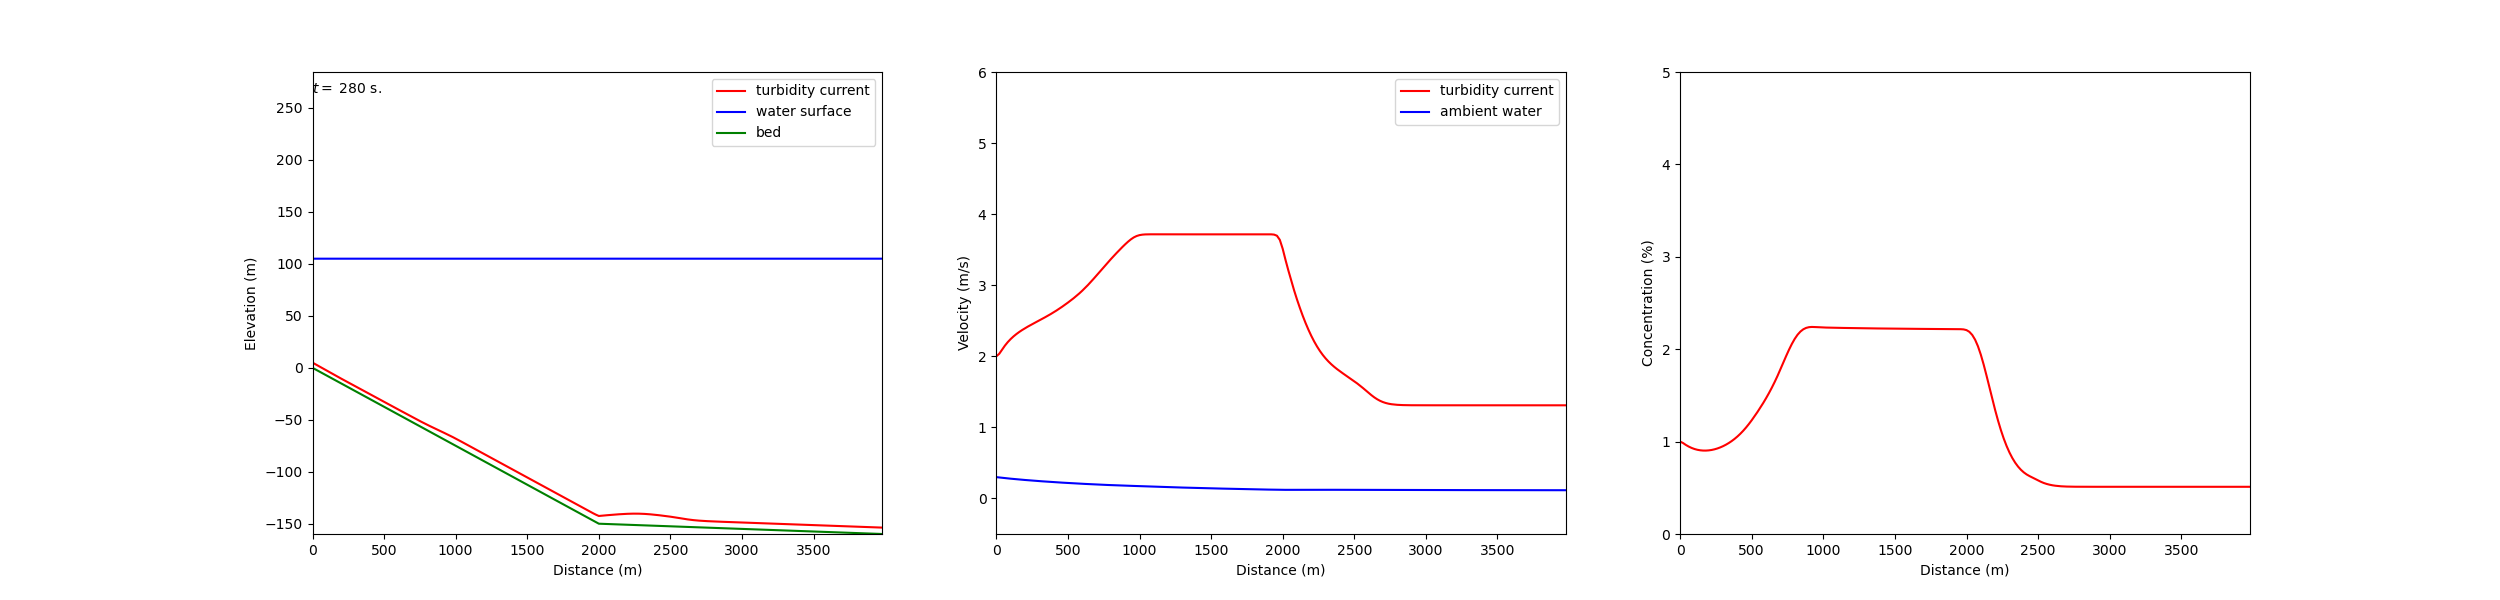 t = 280 s.
turbidity current
water surface
bed
250
200
150
100
50
0
−50
−100
−150
Elevation (m)
0 500 1000 1500 2000 2500 3000 3500
Distance (m)
turbidity current
ambient water
6
5
4
3
2
1
0
Velocity (m/s)
0 500 1000 1500 2000 2500 3000 3500
Distance (m)
5
4
3
2
1
0
Concentration (%)
0 500 1000 1500 2000 2500 3000 3500
Distance (m)